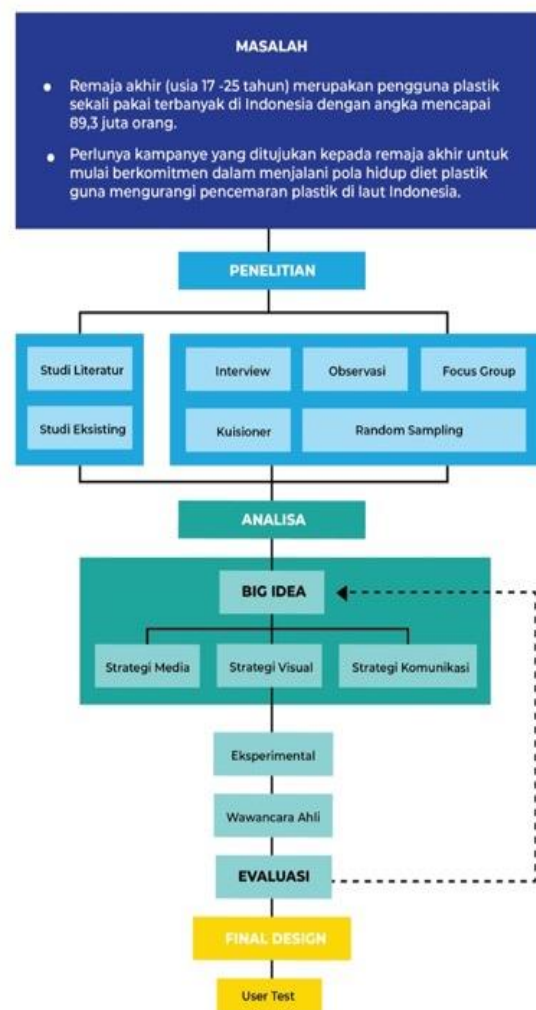 MASALAH
Remaja akhir (usia 17 -25 tahun) merupakan pengguna plastik
sekali pakai terbanyak di Indonesia dengan angka mencapai
89,3 juta orang.
Perlunya kampanye yang ditujukan kepada remaja akhir untuk
mulai berkomitmen dalam menjalani pola hidup diet plastik
guna mengurangi pencemaran plastik di laut Indonesia.
PENELITIAN
Studi Literatur
Studi Eksisting
Interview
Observasi
Focus Group
Kuisioner
Random Sampling
ANALISA
BIG IDEA
Strategi Media
Strategi Visual
Strategi Komunikasi
Eksperimental
Wawancara Ahli
EVALUASI
FINAL DESIGN
User Test